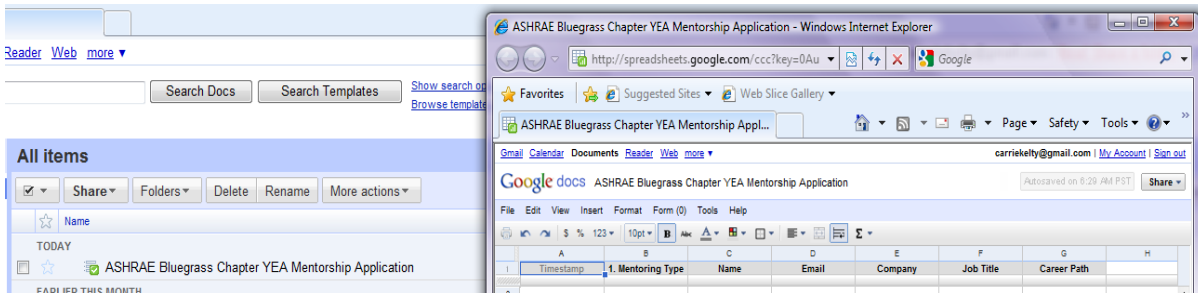 Reader Web more ▼
Search Docs Search Templates
Show search op
Browse template
All items
Share Folders Delete Rename More actions
Name
TODAY
ASHRAE Bluegrass Chapter YEA Mentorship Application
EARLIER THIS MONTH
ASHRAE Bluegrass Chapter YEA Mentorship Application - Windows Internet Explorer
http://spreadsheets.google.com/ccc?key=0Au
Google
Favorites Suggested Sites Web Slice Gallery
ASHRAE Bluegrass Chapter YEA Mentorship Appl...
Page Safety Tools
Gmail Calendar Documents Reader Web more ▼
carriekelty@gmail.com | My Account | Sign out
Google docs ASHRAE Bluegrass Chapter YEA Mentorship Application
Autosaved on 6:29 AM PST Share
File Edit View Insert Format Form (0) Tools Help
$ % 123 10pt B Abc A Σ
A B C D E F G H
1 Timestamp 1. Mentoring Type Name Email Company Job Title Career Path